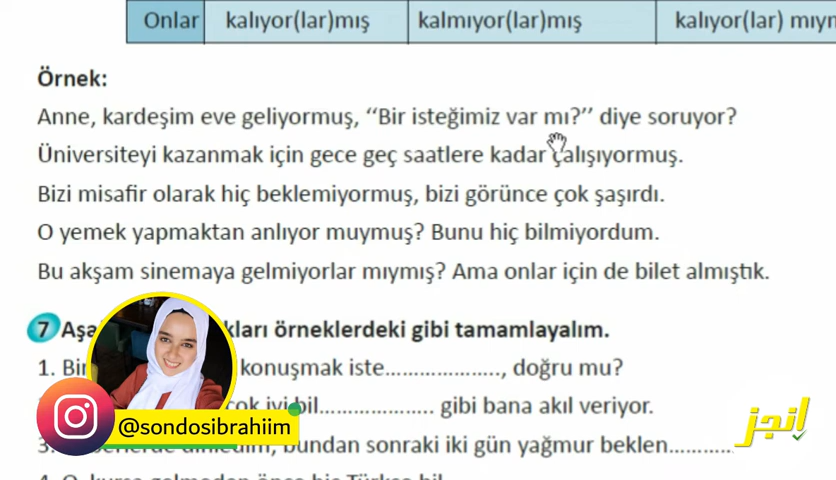 Onlar kalıyor(lar)mış kalmıyor(lar)mış kalıyor(lar) mıym
Örnek:
Anne, kardeşim eve geliyormuş, “Bir isteğimiz var mı?” diye soruyor?
Üniversiteyi kazanmak için gece geç saatlere kadar çalışıyormuş.
Bizi misafir olarak hiç beklemiyormuş, bizi görünce çok şaşırdı.
O yemek yapmaktan anlıyor muymuş? Bunu hiç bilmiyordum.
Bu akşam sinemaya gelmiyorlar mıymış? Ama onlar için de bilet almıştık.
7 Aşa kları örneklerdeki gibi tamamlayalım.
1. Bir konuşmak iste...................., doğru mu?
çok iyi bil.................... gibi bana akıl veriyor.
3. dinledim, bundan sonraki iki gün yağmur beklen............
@sondosibrahiim
انجز